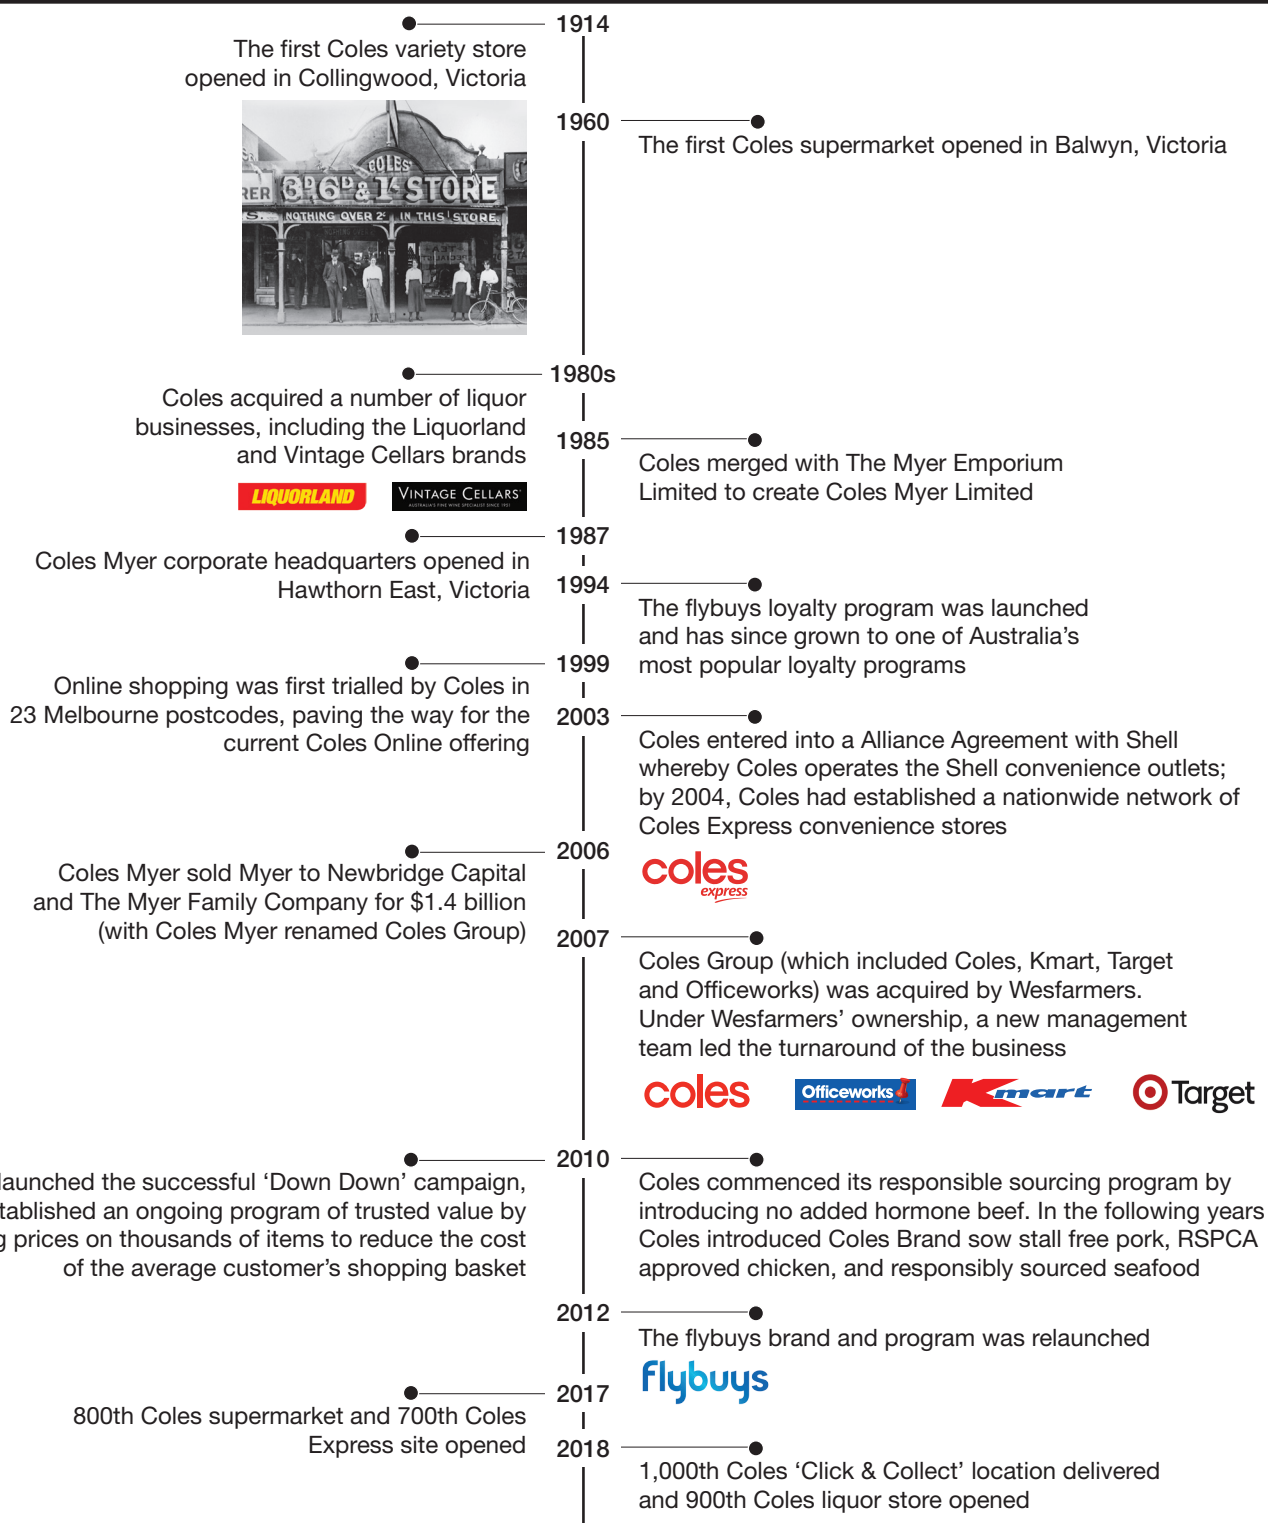 1914
The first Coles variety store
opened in Collingwood, Victoria
COLES
3D. 6D & 1/- STORE
NOTHING OVER 2/- IN THIS STORE
1960
The first Coles supermarket opened in Balwyn, Victoria
1980s
Coles acquired a number of liquor
businesses, including the Liquorland
and Vintage Cellars brands
LIQUORLAND
VINTAGE CELLARS
AUSTRALIA'S FINE WINE SPECIALIST SINCE
1985
Coles merged with The Myer Emporium
Limited to create Coles Myer Limited
1987
Coles Myer corporate headquarters opened in
Hawthorn East, Victoria
1994
The flybuys loyalty program was launched
and has since grown to one of Australia’s
most popular loyalty programs
1999
Online shopping was first trialled by Coles in
23 Melbourne postcodes, paving the way for the
current Coles Online offering
2003
Coles entered into a Alliance Agreement with Shell
whereby Coles operates the Shell convenience outlets;
by 2004, Coles had established a nationwide network of
Coles Express convenience stores
coles
express
2006
Coles Myer sold Myer to Newbridge Capital
and The Myer Family Company for $1.4 billion
(with Coles Myer renamed Coles Group)
2007
Coles Group (which included Coles, Kmart, Target
and Officeworks) was acquired by Wesfarmers.
Under Wesfarmers’ ownership, a new management
team led the turnaround of the business
coles
Officeworks
Kmart
Target
2010
launched the successful ‘Down Down’ campaign,
tablished an ongoing program of trusted value by
g prices on thousands of items to reduce the cost
of the average customer’s shopping basket
Coles commenced its responsible sourcing program by
introducing no added hormone beef. In the following years
Coles introduced Coles Brand sow stall free pork, RSPCA
approved chicken, and responsibly sourced seafood
2012
The flybuys brand and program was relaunched
flybuys
2017
800th Coles supermarket and 700th Coles
Express site opened
2018
1,000th Coles ‘Click & Collect’ location delivered
and 900th Coles liquor store opened